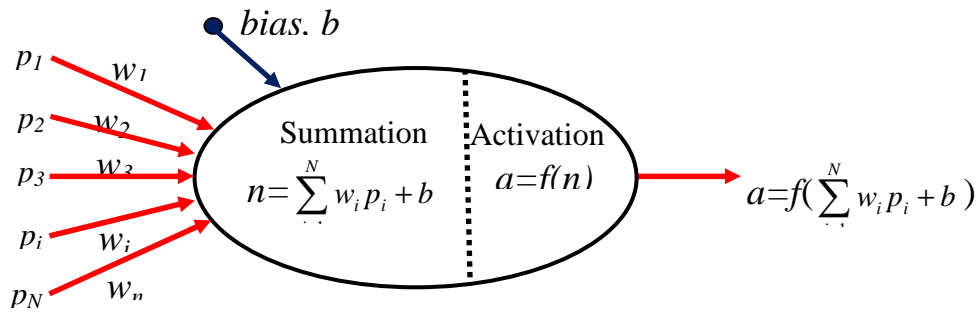 bias. b
p1
w1
p2
w2
p3
w3
pi
wi
pN
wn
Summation
n=∑ᴺ wi pi + b
Activation
a=f(n)
a=f(∑ᴺ wi pi + b )